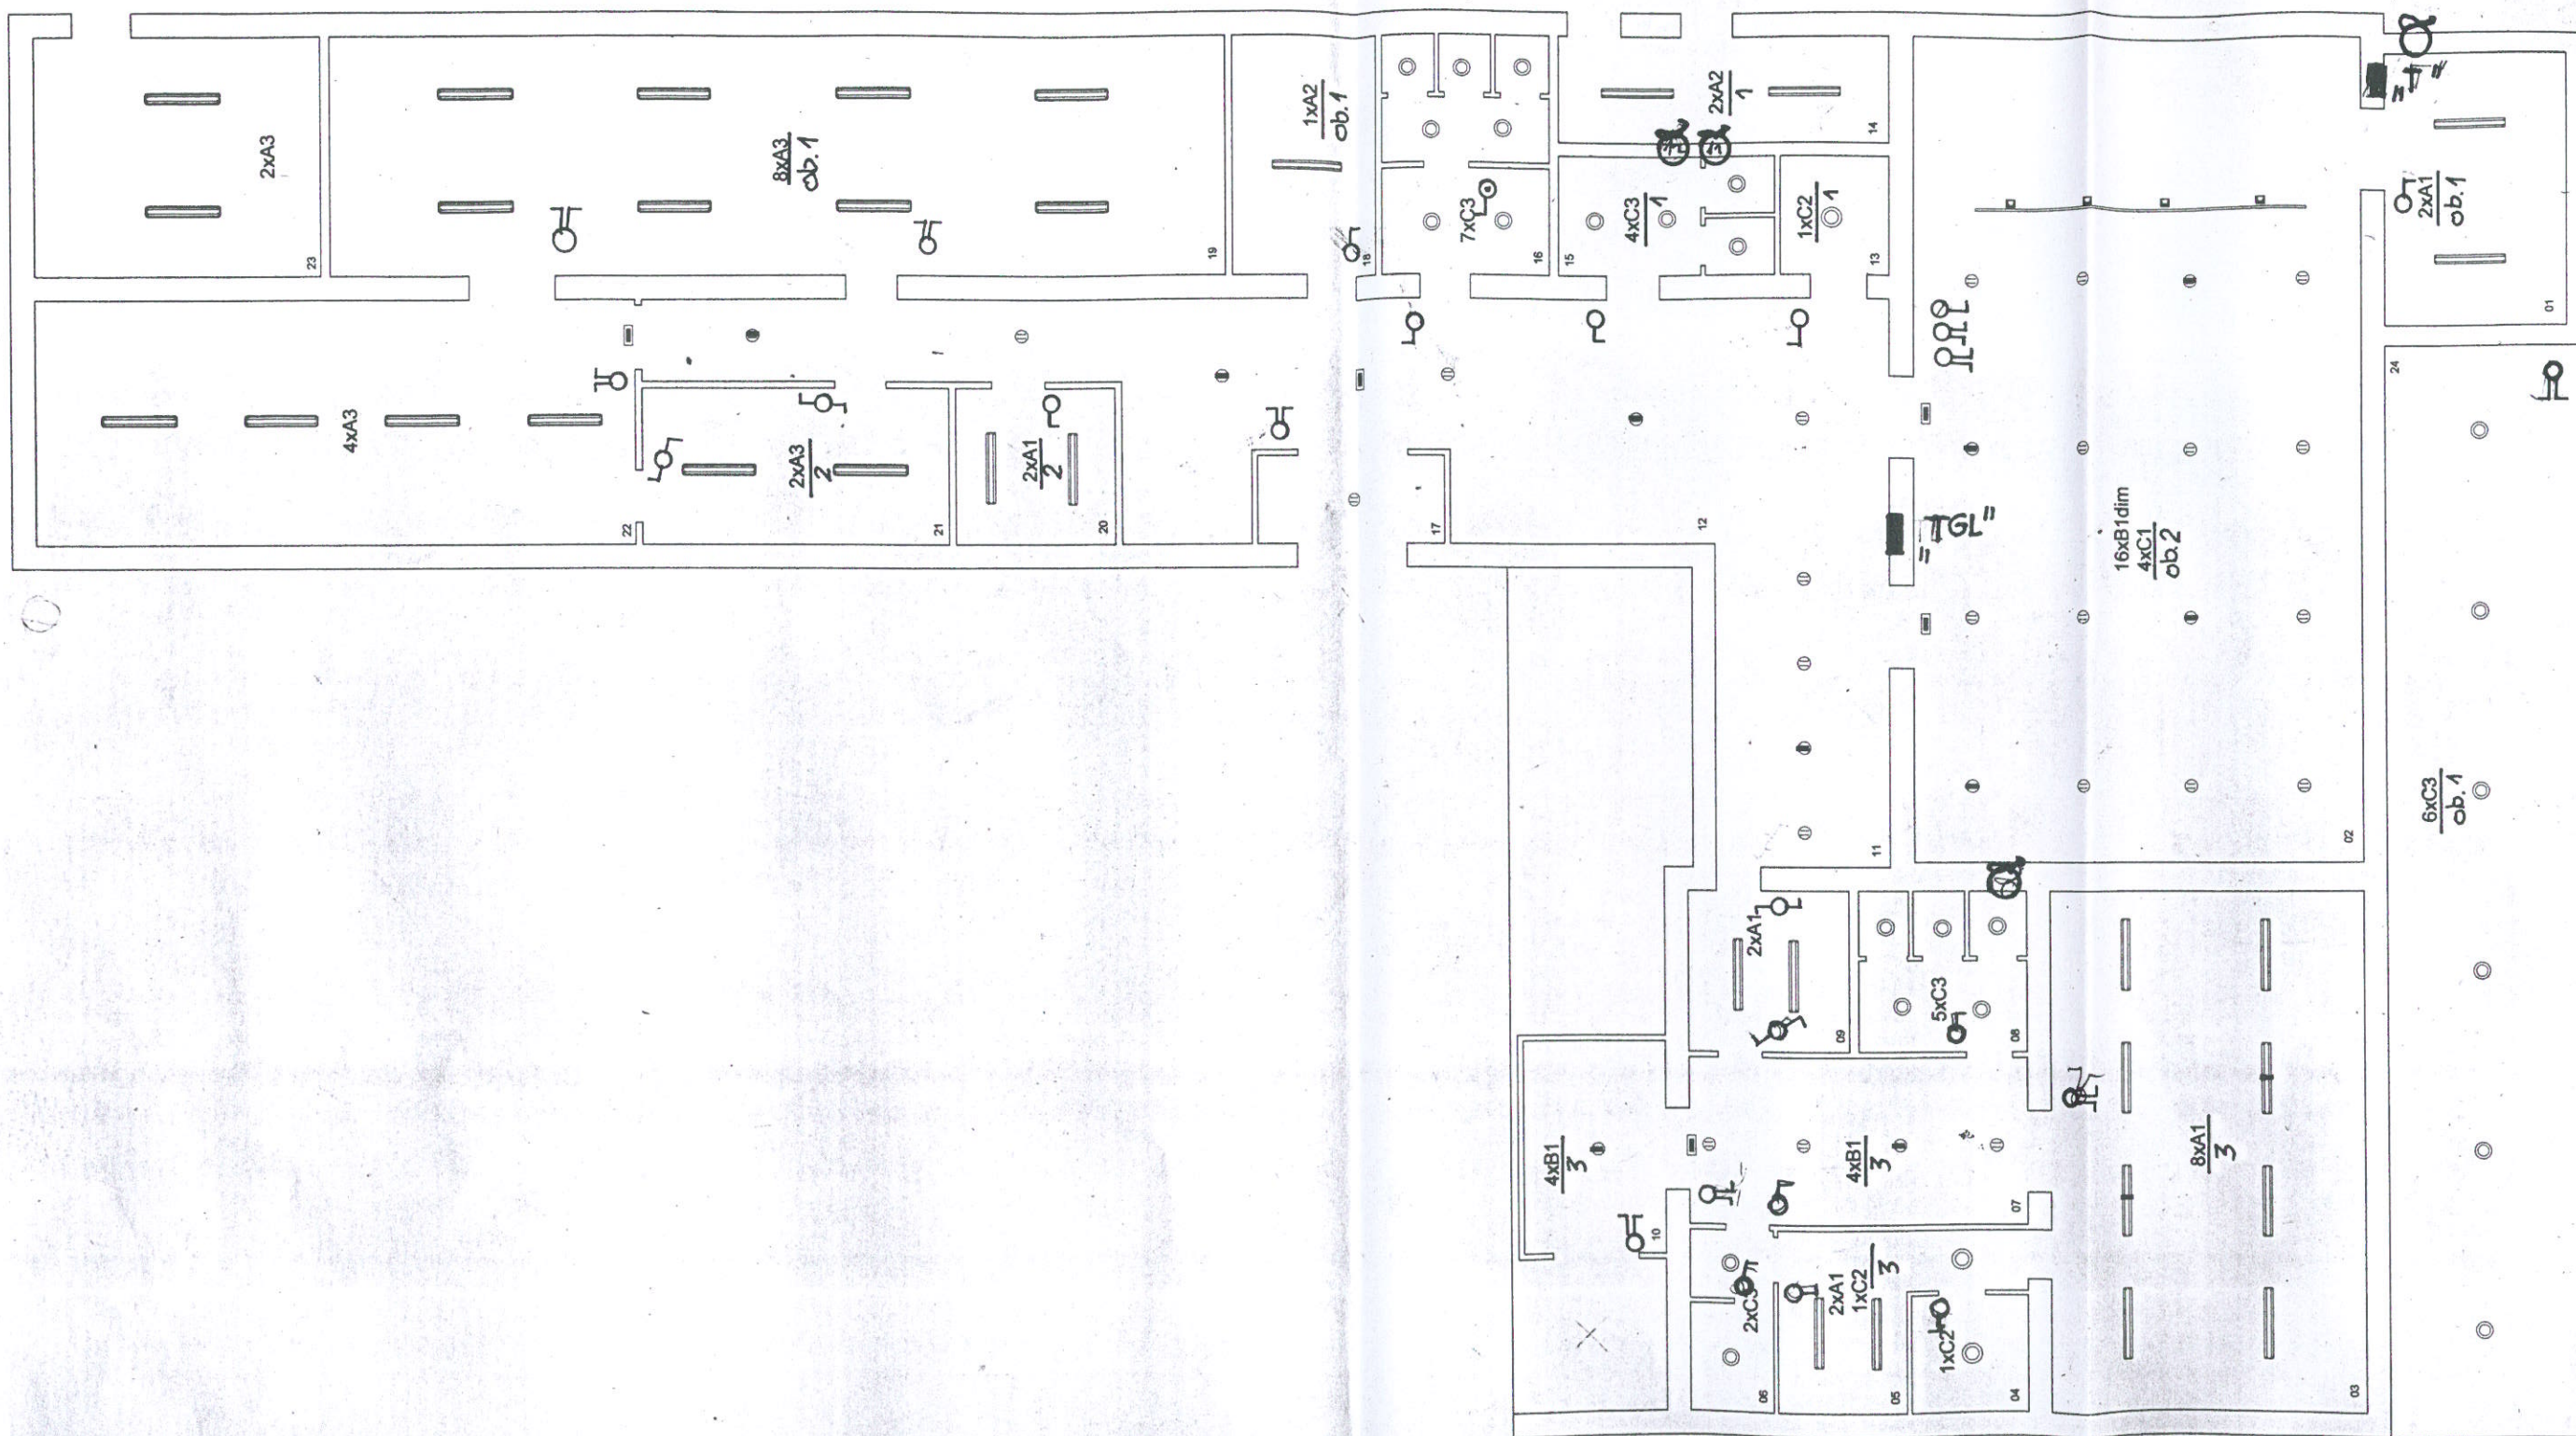 2xA3
23
8xA3
ob.1
19
1xA2
ob.1
18
7xC3
16
2xA2
1
14
4xC3
1
15
1xC2
1
13
"T"
2xA1
ob.1
01
4xA3
22
2xA3
2
21
2xA1
2
20
17
12
"TGL"
16xB1dim
4xC1
ob.2
02
24
6xC3
ob.1
11
2xA1
09
5xC3
08
4xB1
3
10
4xB1
3
07
8xA1
3
03
2xC3
06
2xA1
1xC2
3
05
1xC2
04